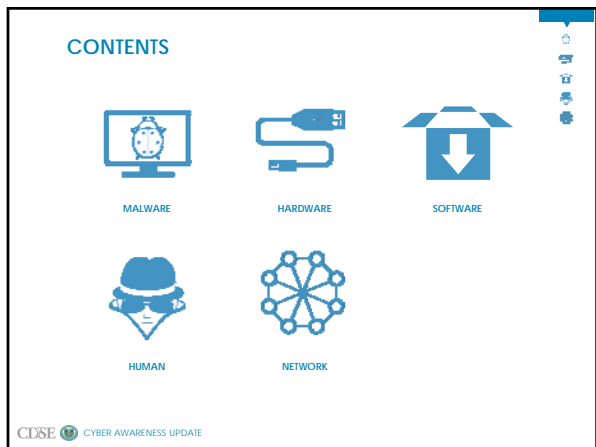 CONTENTS
MALWARE
HARDWARE
SOFTWARE
HUMAN
NETWORK
CDSE CYBER AWARENESS UPDATE